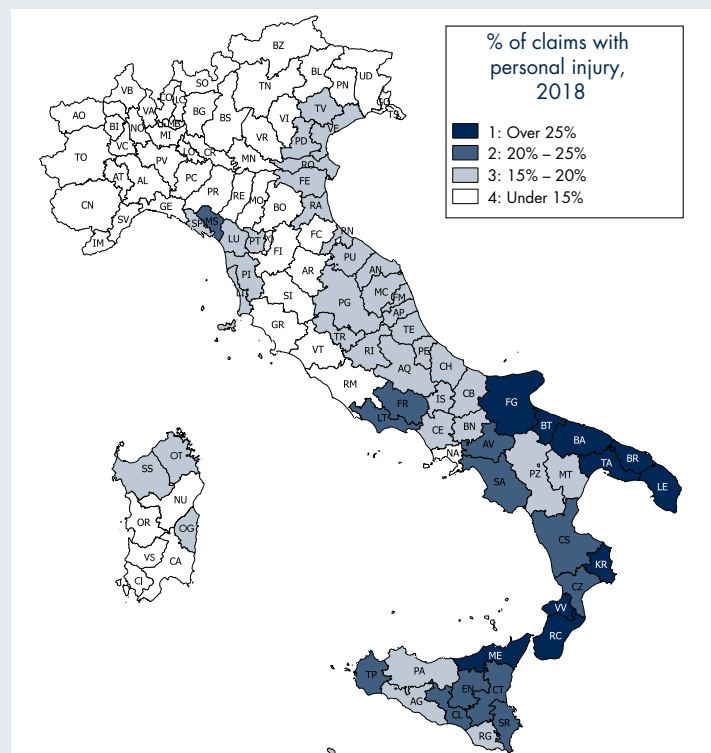 % of claims with
personal injury,
2018
1: Over 25%
2: 20% – 25%
3: 15% – 20%
4: Under 15%
BZ
SO
TN
BL
PN
UD
GO
TS
VB
CO
LC
AO
VA
BG
BS
VI
TV
BI
NO
MB
VR
VE
VC
MI
PD
TO
PV
LO
CR
MN
RO
AT
AL
PC
FE
CN
PR
RE
MO
BO
RA
SV
GE
SP
MS
IM
LU
PT
PO
FI
FC
RN
PI
LI
AR
PU
AN
SI
MC
FM
PG
AP
GR
TE
TR
RI
PE
VT
AQ
CH
RM
CB
FR
IS
FG
LT
CE
BN
BT
BA
NA
AV
BR
TA
SA
PZ
MT
LE
OT
SS
NU
OR
OG
VS
CA
CI
CS
KR
CZ
VV
RC
ME
TP
PA
EN
CT
AG
CL
SR
RG